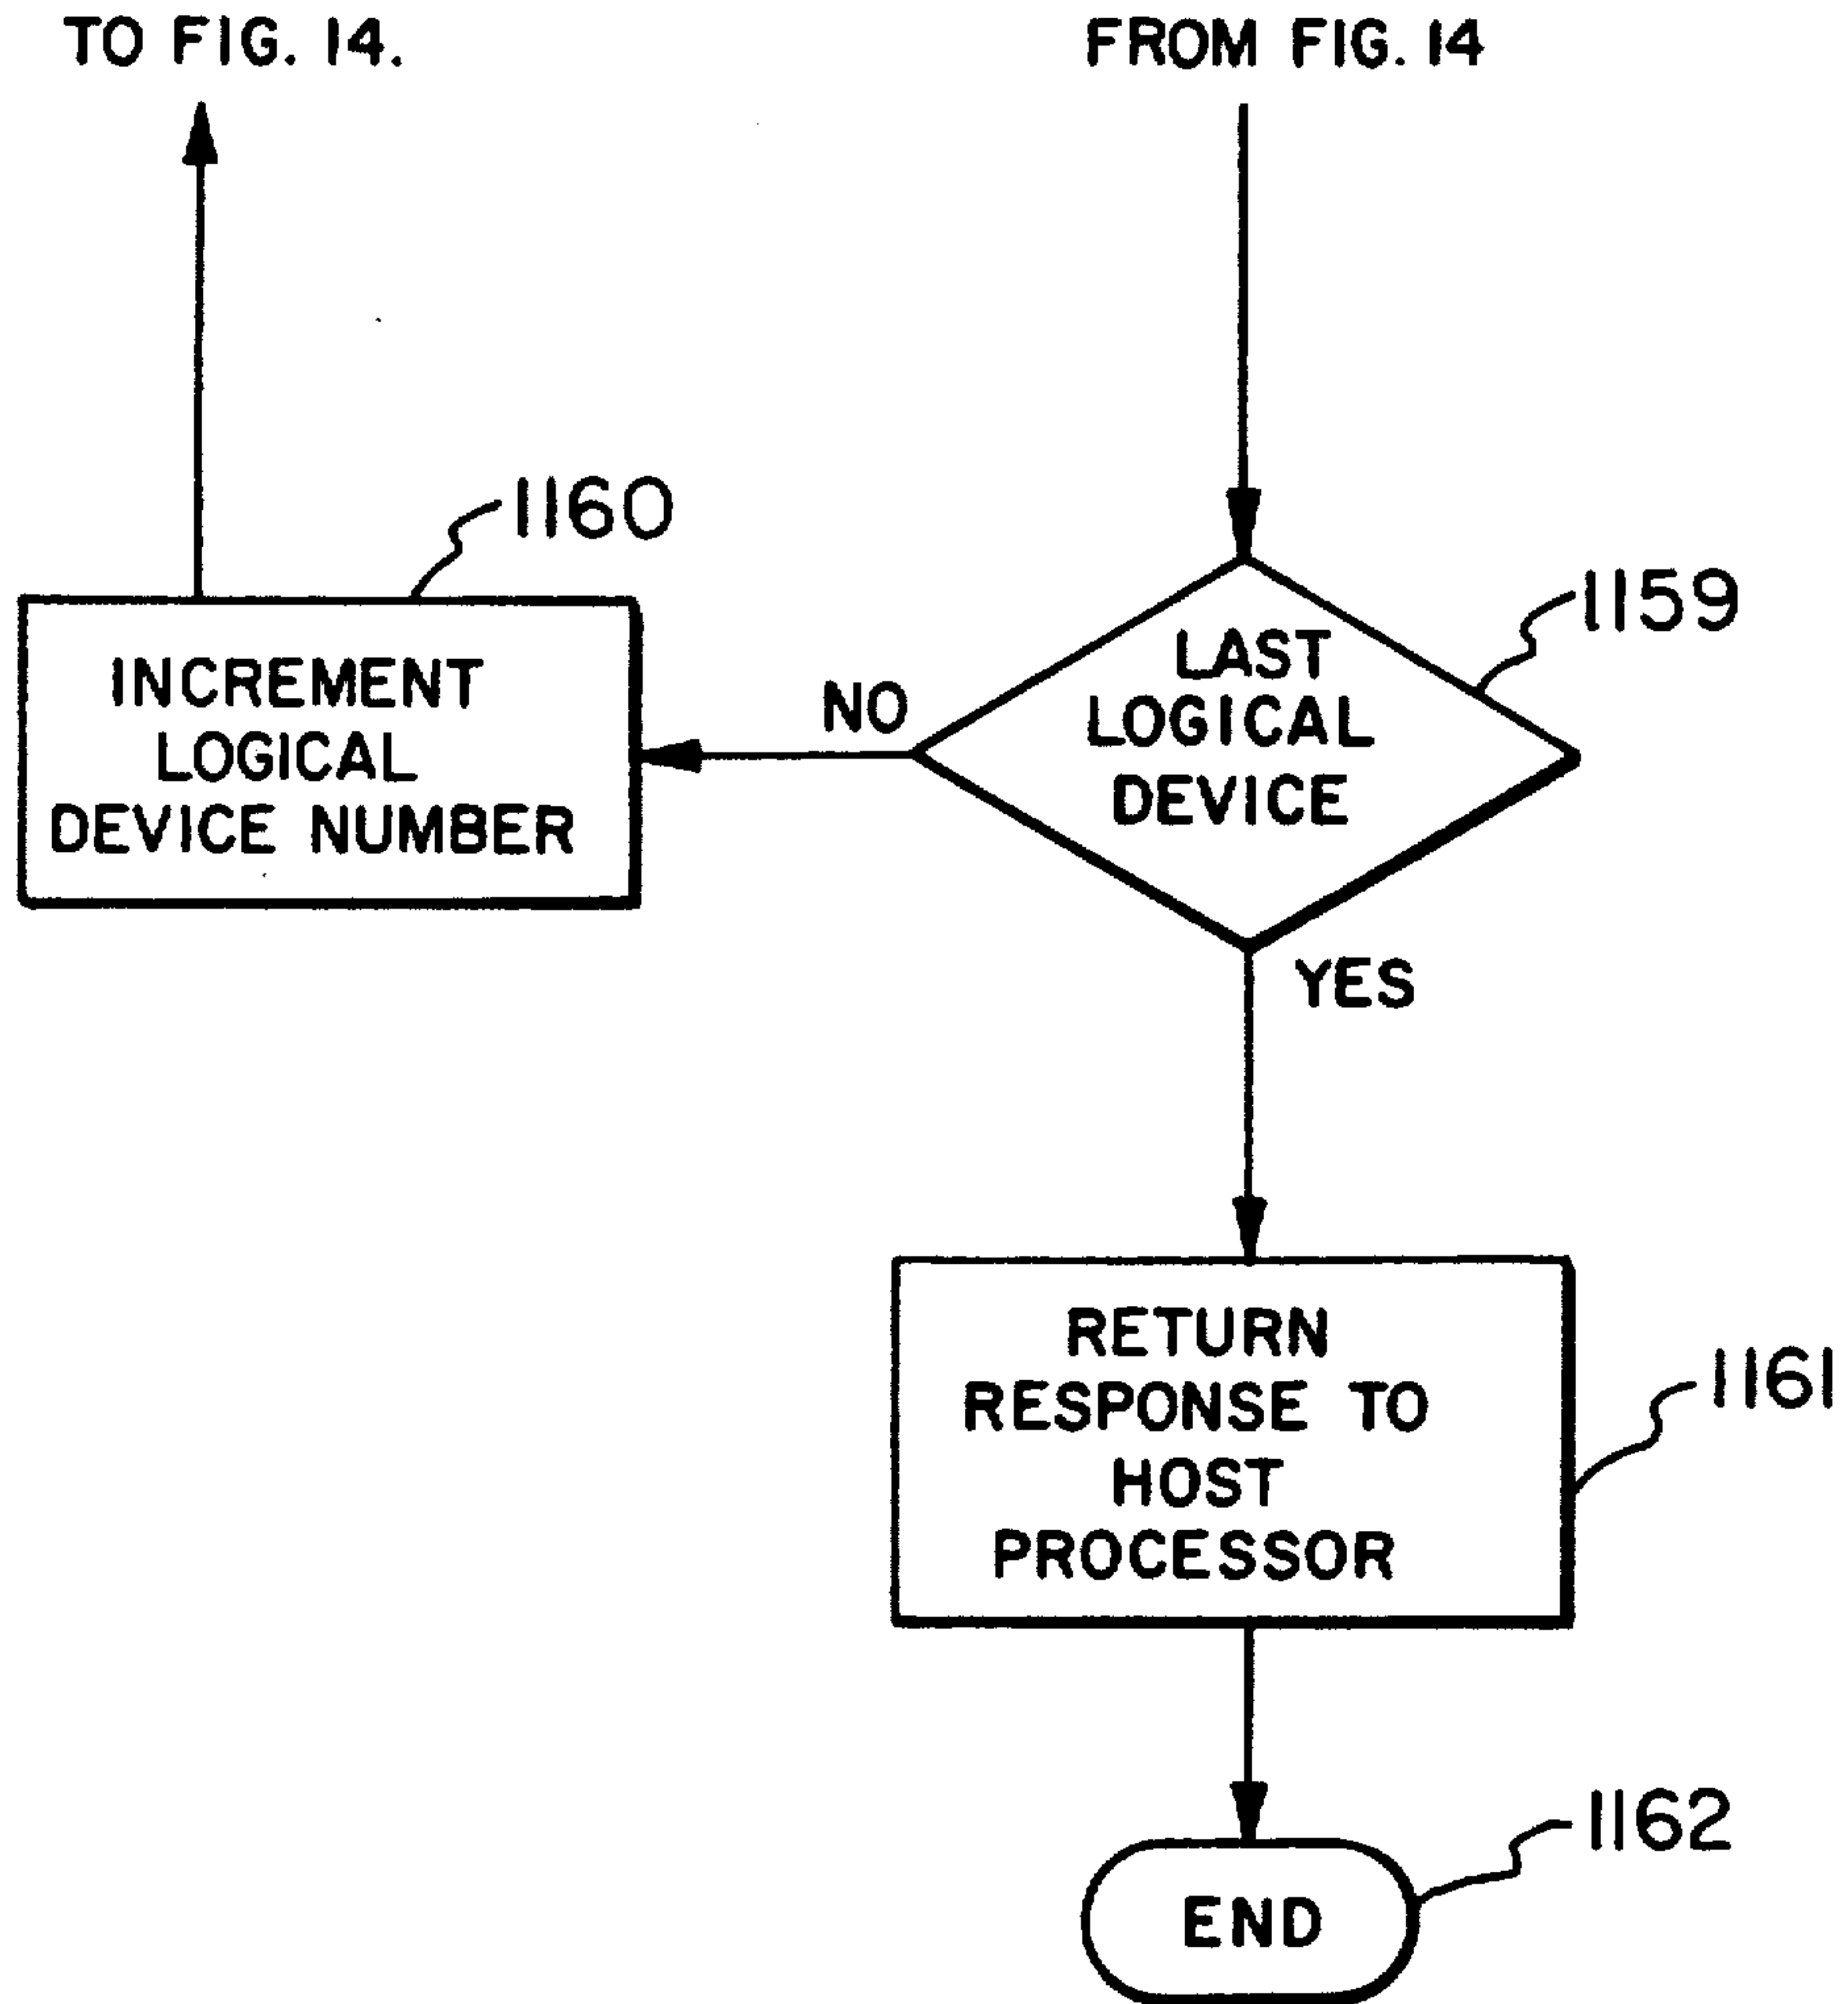 TO FIG. 14.
FROM FIG. 14
1160
1159
INCREMENT
LOGICAL
DEVICE NUMBER
NO
LAST
LOGICAL
DEVICE
YES
RETURN
RESPONSE TO
HOST
PROCESSOR
1161
1162
END